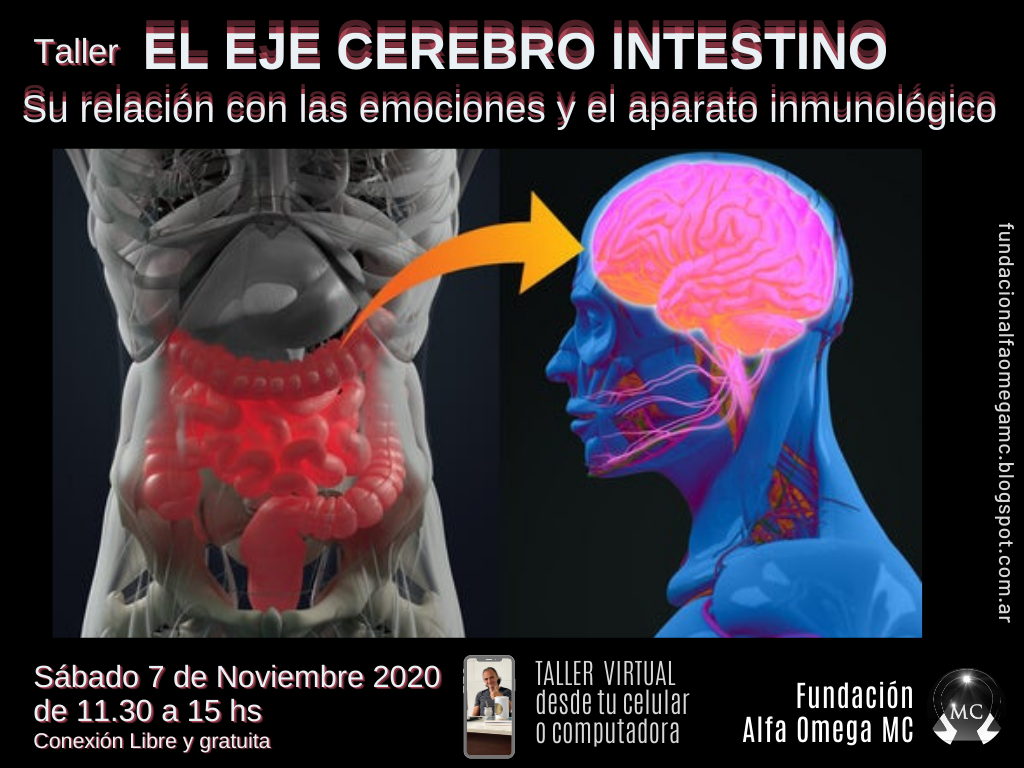 Taller EL EJE CEREBRO INTESTINO
Su relación con las emociones y el aparato inmunológico
fundacionalfaomegamc.blogspot.com.ar
Sábado 7 de Noviembre 2020
de 11.30 a 15 hs
Conexión Libre y gratuita
TALLER VIRTUAL
desde tu celular
o computadora
Fundación
Alfa Omega MC
MC